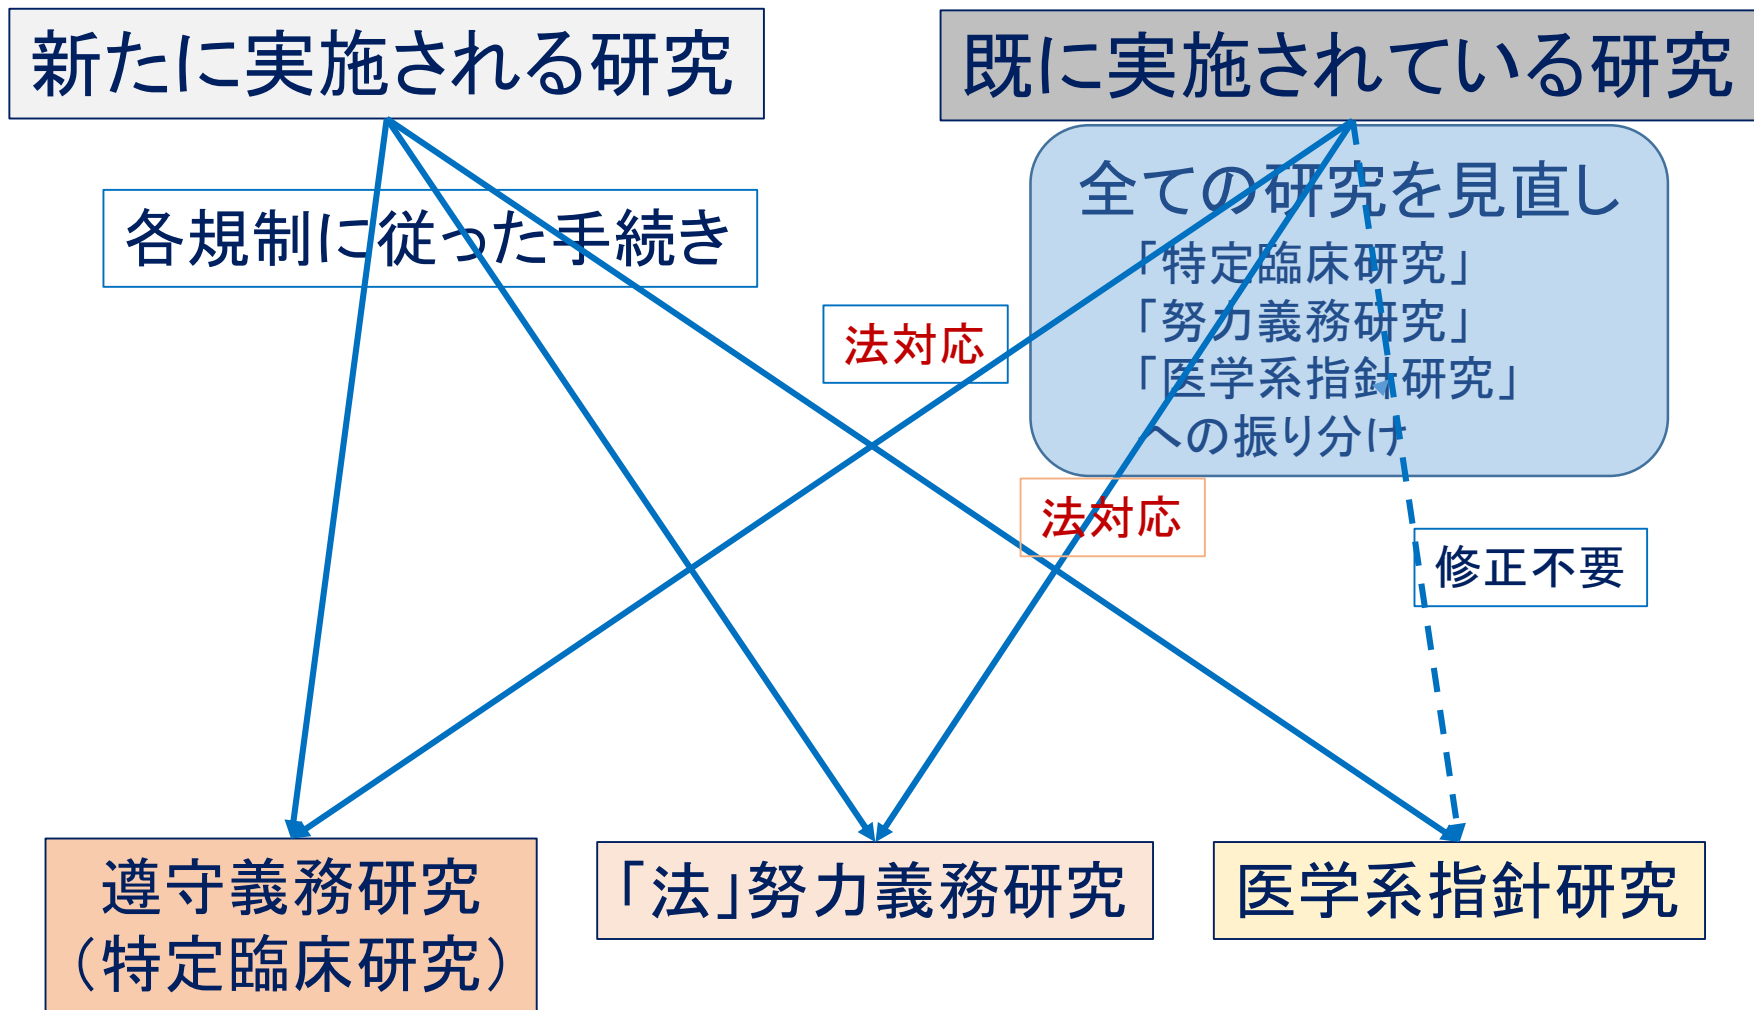 新たに実施される研究
既に実施されている研究
各規制に従った手続き
全ての研究を見直し
「特定臨床研究」
「努力義務研究」
「医学系指針研究」
への振り分け
法対応
法対応
修正不要
遵守義務研究
（特定臨床研究）
「法」努力義務研究
医学系指針研究